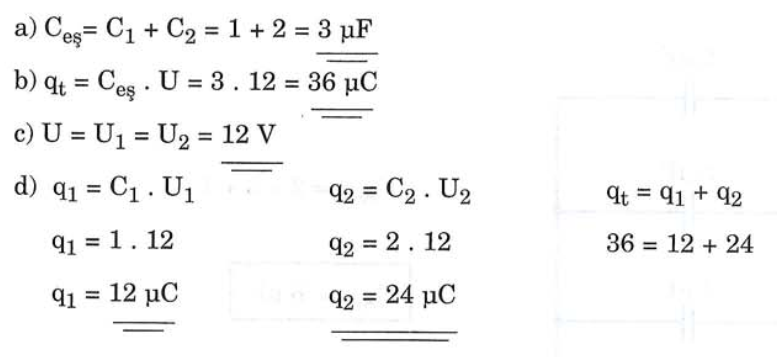 a) Ceş= C1 + C2 = 1 + 2 = 3 µF
b) qt = Ceş . U = 3 . 12 = 36 µC
c) U = U1 = U2 = 12 V
d) q1 = C1 . U1 q2 = C2 . U2 qt = q1 + q2
q1 = 1 . 12 q2 = 2 . 12 36 = 12 + 24
q1 = 12 µC q2 = 24 µC